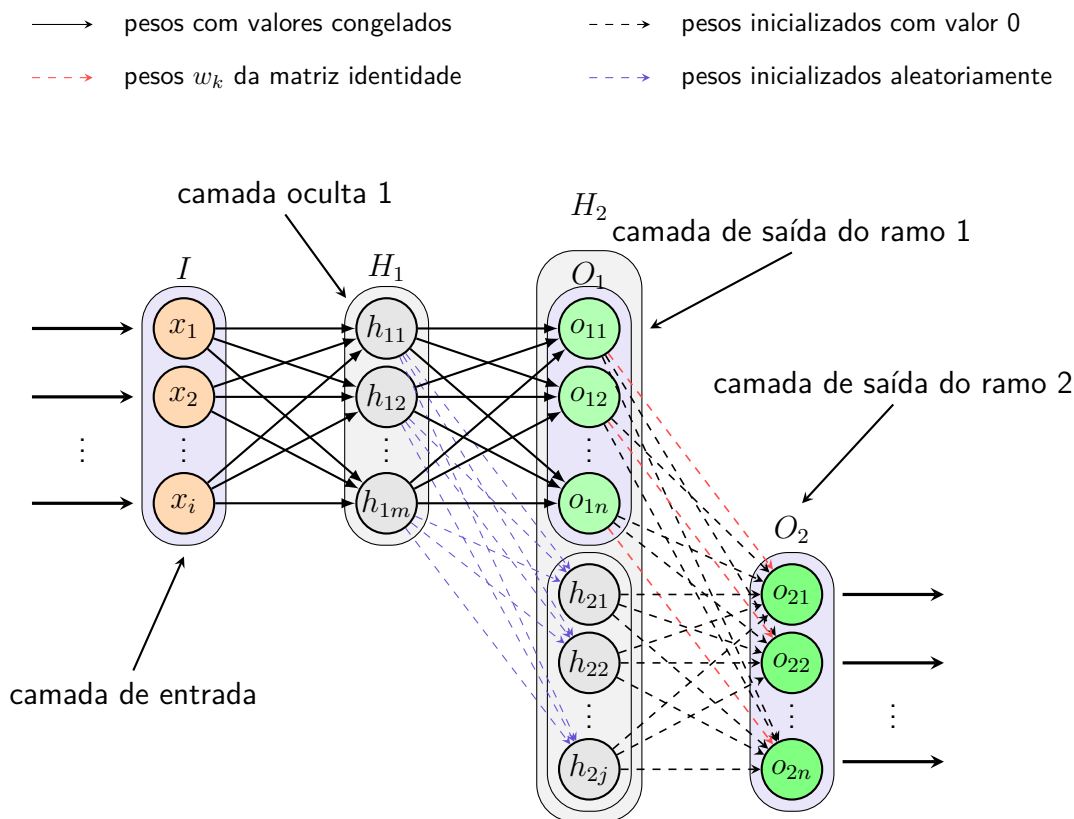 pesos com valores congelados
pesos inicializados com valor 0
pesos w_k da matriz identidade
pesos inicializados aleatoriamente
camada oculta 1
H_2
camada de saída do ramo 1
I
H_1
O_1
x_1
h_11
o_11
x_2
h_12
o_12
camada de saída do ramo 2
⋮
⋮
⋮
⋮
x_i
h_1m
o_1n
O_2
h_21
o_21
h_22
o_22
camada de entrada
⋮
⋮
⋮
h_2j
o_2n